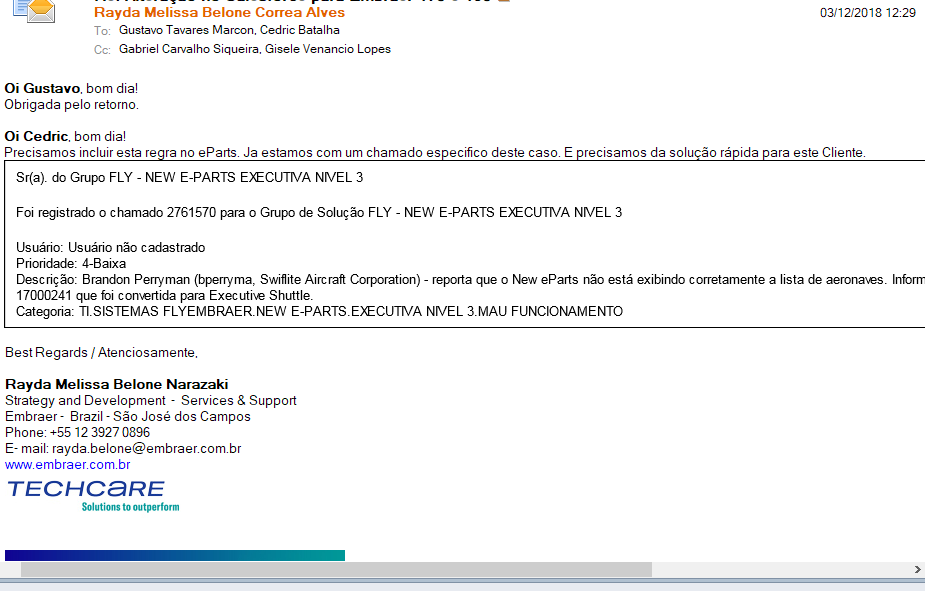 Rayda Melissa Belone Correa Alves
03/12/2018 12:29
To: Gustavo Tavares Marcon, Cedric Batalha
Cc: Gabriel Carvalho Siqueira, Gisele Venancio Lopes
Oi Gustavo, bom dia!
Obrigada pelo retorno.
Oi Cedric, bom dia!
Precisamos incluir esta regra no eParts. Ja estamos com um chamado especifico deste caso. E precisamos da solução rápida para este Cliente.
Sr(a). do Grupo FLY - NEW E-PARTS EXECUTIVA NIVEL 3
Foi registrado o chamado 2761570 para o Grupo de Solução FLY - NEW E-PARTS EXECUTIVA NIVEL 3
Usuário: Usuário não cadastrado
Prioridade: 4-Baixa
Descrição: Brandon Perryman (bperryma, Swiflite Aircraft Corporation) - reporta que o New eParts não está exibindo corretamente a lista de aeronaves. Inform
17000241 que foi convertida para Executive Shuttle.
Categoria: TI.SISTEMAS FLYEMBRAER.NEW E-PARTS.EXECUTIVA NIVEL 3.MAU FUNCIONAMENTO
Best Regards / Atenciosamente,
Rayda Melissa Belone Narazaki
Strategy and Development - Services & Support
Embraer - Brazil - São José dos Campos
Phone: +55 12 3927 0896
E- mail: rayda.belone@embraer.com.br
www.embraer.com.br
TECHCARE
Solutions to outperform